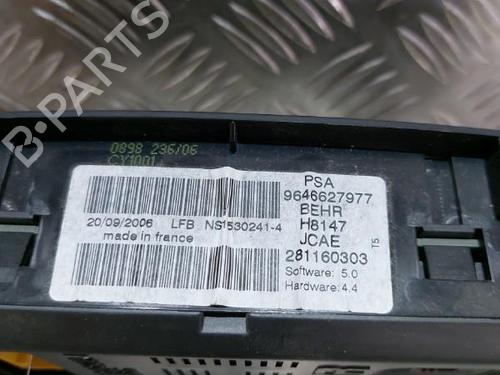 0898 236/06
CY1001
20/09/2006 LFB NS1530241-4
made in france
PSA
9646627977
BEHR
H8147
JCAE
T5
281160303
Software: 5.0
Hardware: 4.4
B-PARTS